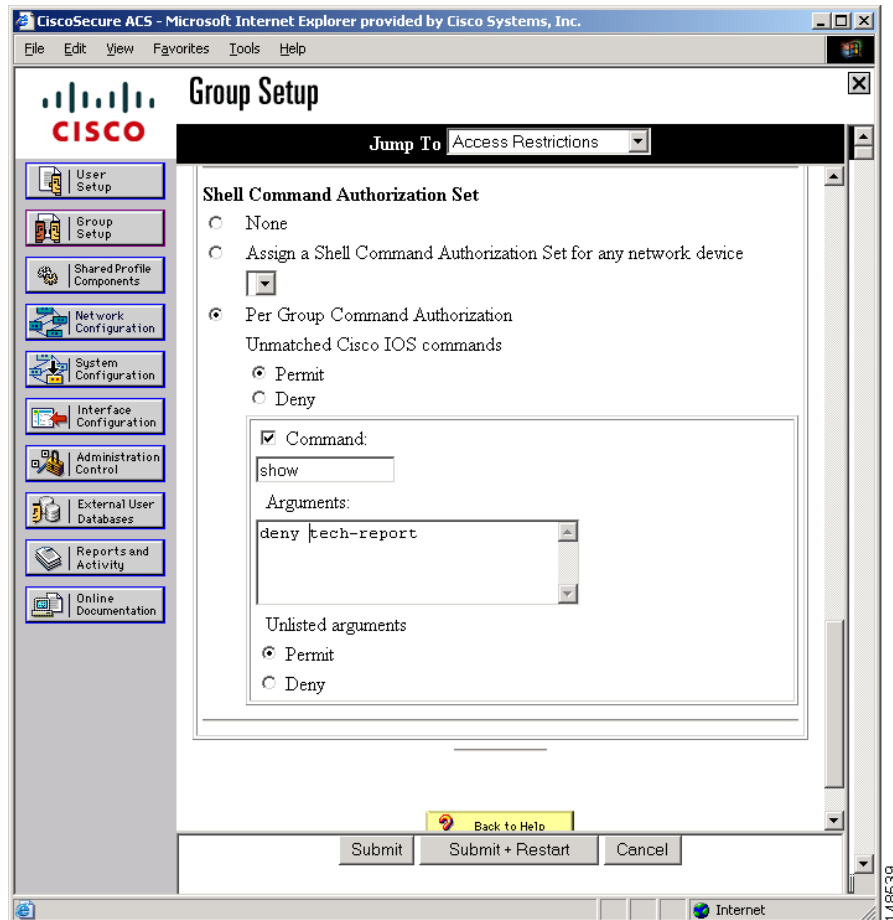 CiscoSecure ACS - Microsoft Internet Explorer provided by Cisco Systems, Inc.
File Edit View Favorites Tools Help
CISCO
Group Setup
Jump To Access Restrictions
User
Setup
Group
Setup
Shared Profile
Components
Network
Configuration
System
Configuration
Interface
Configuration
Administration
Control
External User
Databases
Reports and
Activity
Online
Documentation
Shell Command Authorization Set
None
Assign a Shell Command Authorization Set for any network device
Per Group Command Authorization
Unmatched Cisco IOS commands
Permit
Deny
Command:
show
Arguments:
deny tech-report
Unlisted arguments
Permit
Deny
Back to Help
Submit Submit + Restart Cancel
Internet
148539